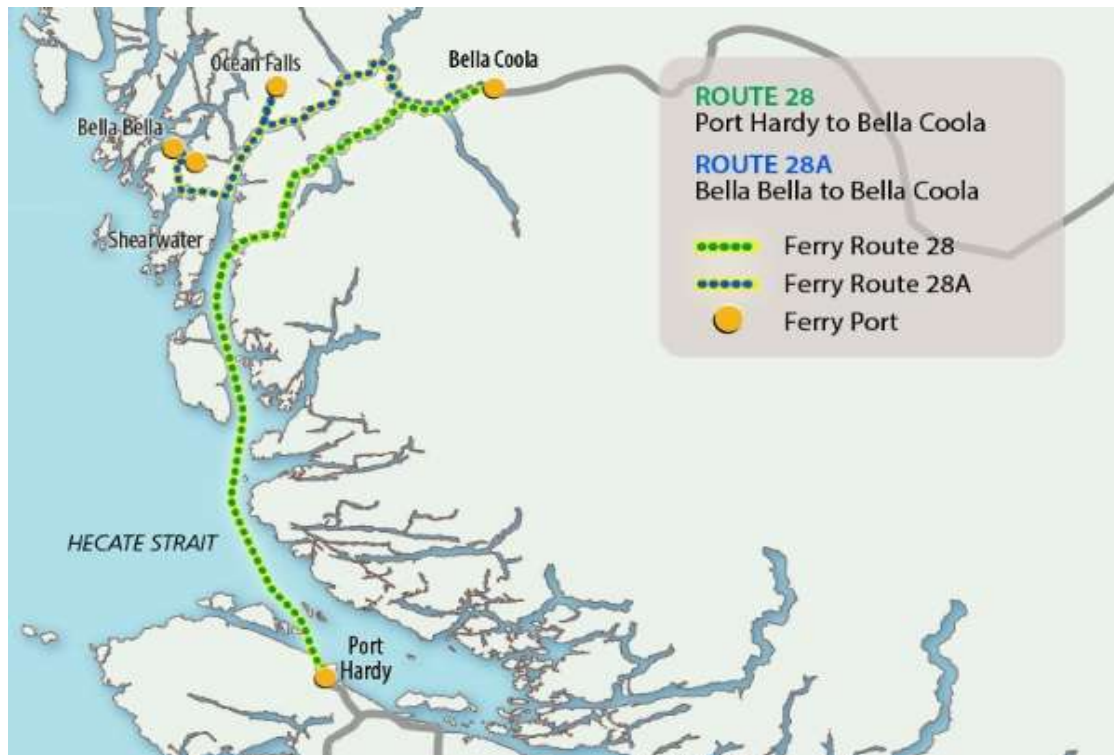 Ocean Falls
Bella Coola
Bella Bella
Shearwater
HECATE STRAIT
Port
Hardy
ROUTE 28
Port Hardy to Bella Coola
ROUTE 28A
Bella Bella to Bella Coola
Ferry Route 28
Ferry Route 28A
Ferry Port